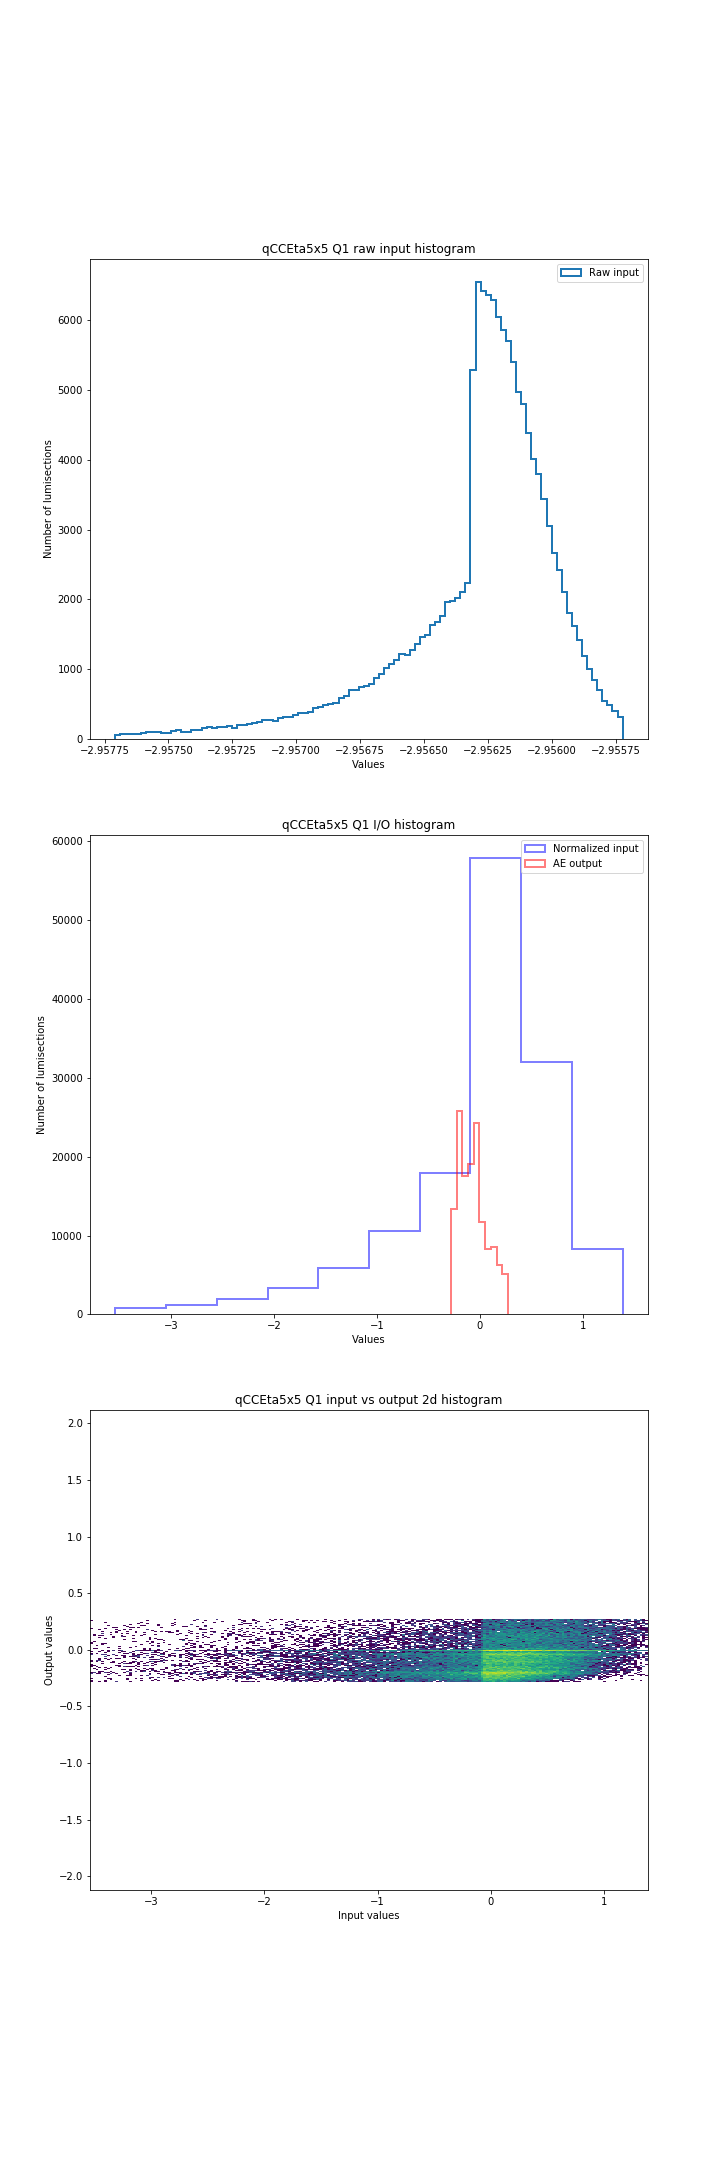 qCCEta5x5 Q1 raw input histogram
Raw input
6000
5000
4000
3000
2000
1000
0
Number of lumisections
−2.95775 −2.95750 −2.95725 −2.95700 −2.95675 −2.95650 −2.95625 −2.95600 −2.95575
Values
qCCEta5x5 Q1 I/O histogram
Normalized input
AE output
60000
50000
40000
30000
20000
10000
0
Number of lumisections
−3 −2 −1 0 1
Values
qCCEta5x5 Q1 input vs output 2d histogram
2.0
1.5
1.0
0.5
0.0
−0.5
−1.0
−1.5
−2.0
Output values
−3 −2 −1 0 1
Input values